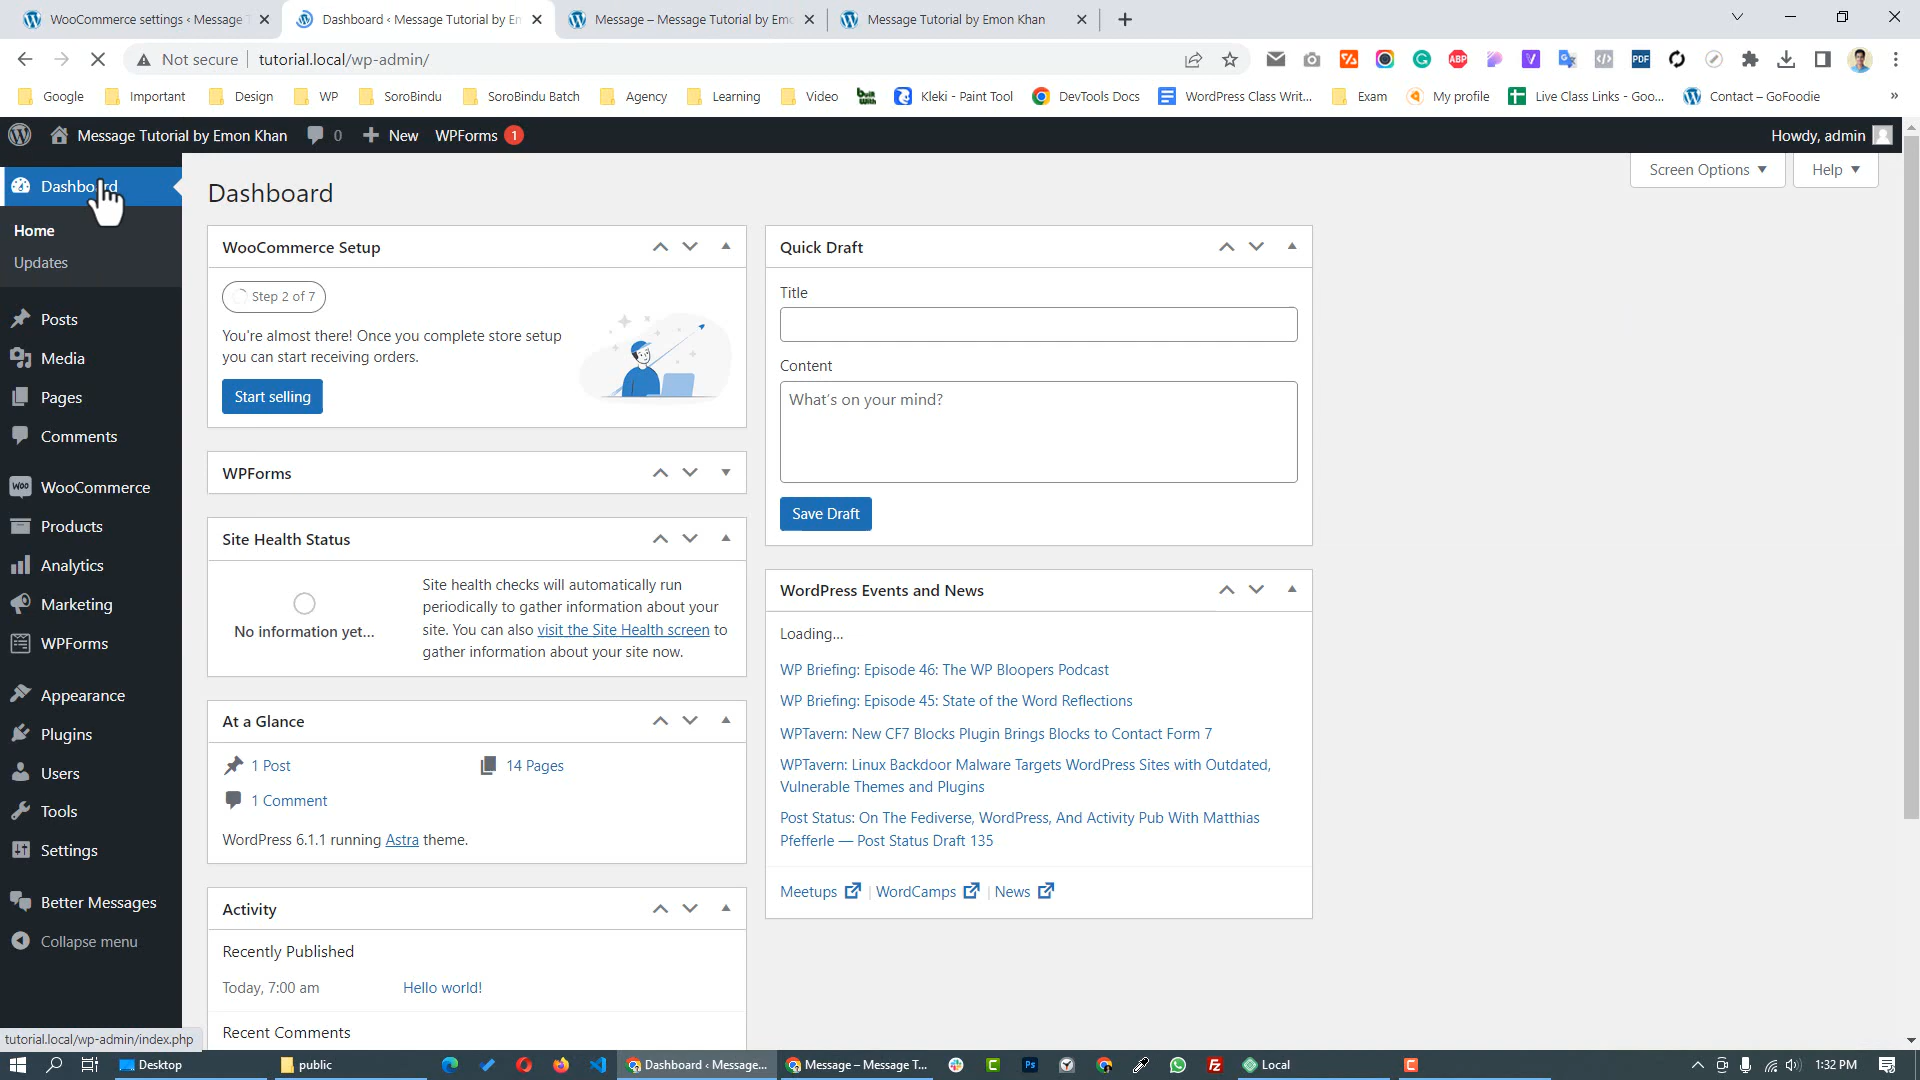 WooCommerce settings ‹ Message T
Dashboard ‹ Message Tutorial by En
Message – Message Tutorial by Emo
Message Tutorial by Emon Khan
Not secure
tutorial.local/wp-admin/
Google
Important
Design
WP
SoroBindu
SoroBindu Batch
Agency
Learning
Video
Kleki - Paint Tool
DevTools Docs
WordPress Class Writ...
Exam
My profile
Live Class Links - Goo...
Contact – GoFoodie
»
Message Tutorial by Emon Khan
0
New
WPForms 1
Howdy, admin
Dashboard
Home
Updates
Posts
Media
Pages
Comments
WooCommerce
Products
Analytics
Marketing
WPForms
Appearance
Plugins
Users
Tools
Settings
Better Messages
Collapse menu
Screen Options
Help
Dashboard
WooCommerce Setup
Step 2 of 7
You're almost there! Once you complete store setup
you can start receiving orders.
Start selling
WPForms
Site Health Status
No information yet...
Site health checks will automatically run
periodically to gather information about your
site. You can also visit the Site Health screen to
gather information about your site now.
At a Glance
1 Post
14 Pages
1 Comment
WordPress 6.1.1 running Astra theme.
Activity
Recently Published
Today, 7:00 am
Hello world!
Recent Comments
Quick Draft
Title
Content
What's on your mind?
Save Draft
WordPress Events and News
Loading...
WP Briefing: Episode 46: The WP Bloopers Podcast
WP Briefing: Episode 45: State of the Word Reflections
WPTavern: New CF7 Blocks Plugin Brings Blocks to Contact Form 7
WPTavern: Linux Backdoor Malware Targets WordPress Sites with Outdated,
Vulnerable Themes and Plugins
Post Status: On The Fediverse, WordPress, And Activity Pub With Matthias
Pfefferle — Post Status Draft 135
Meetups | WordCamps | News
tutorial.local/wp-admin/index.php
Desktop
public
Dashboard ‹ Message...
Message – Message T...
Local
1:32 PM